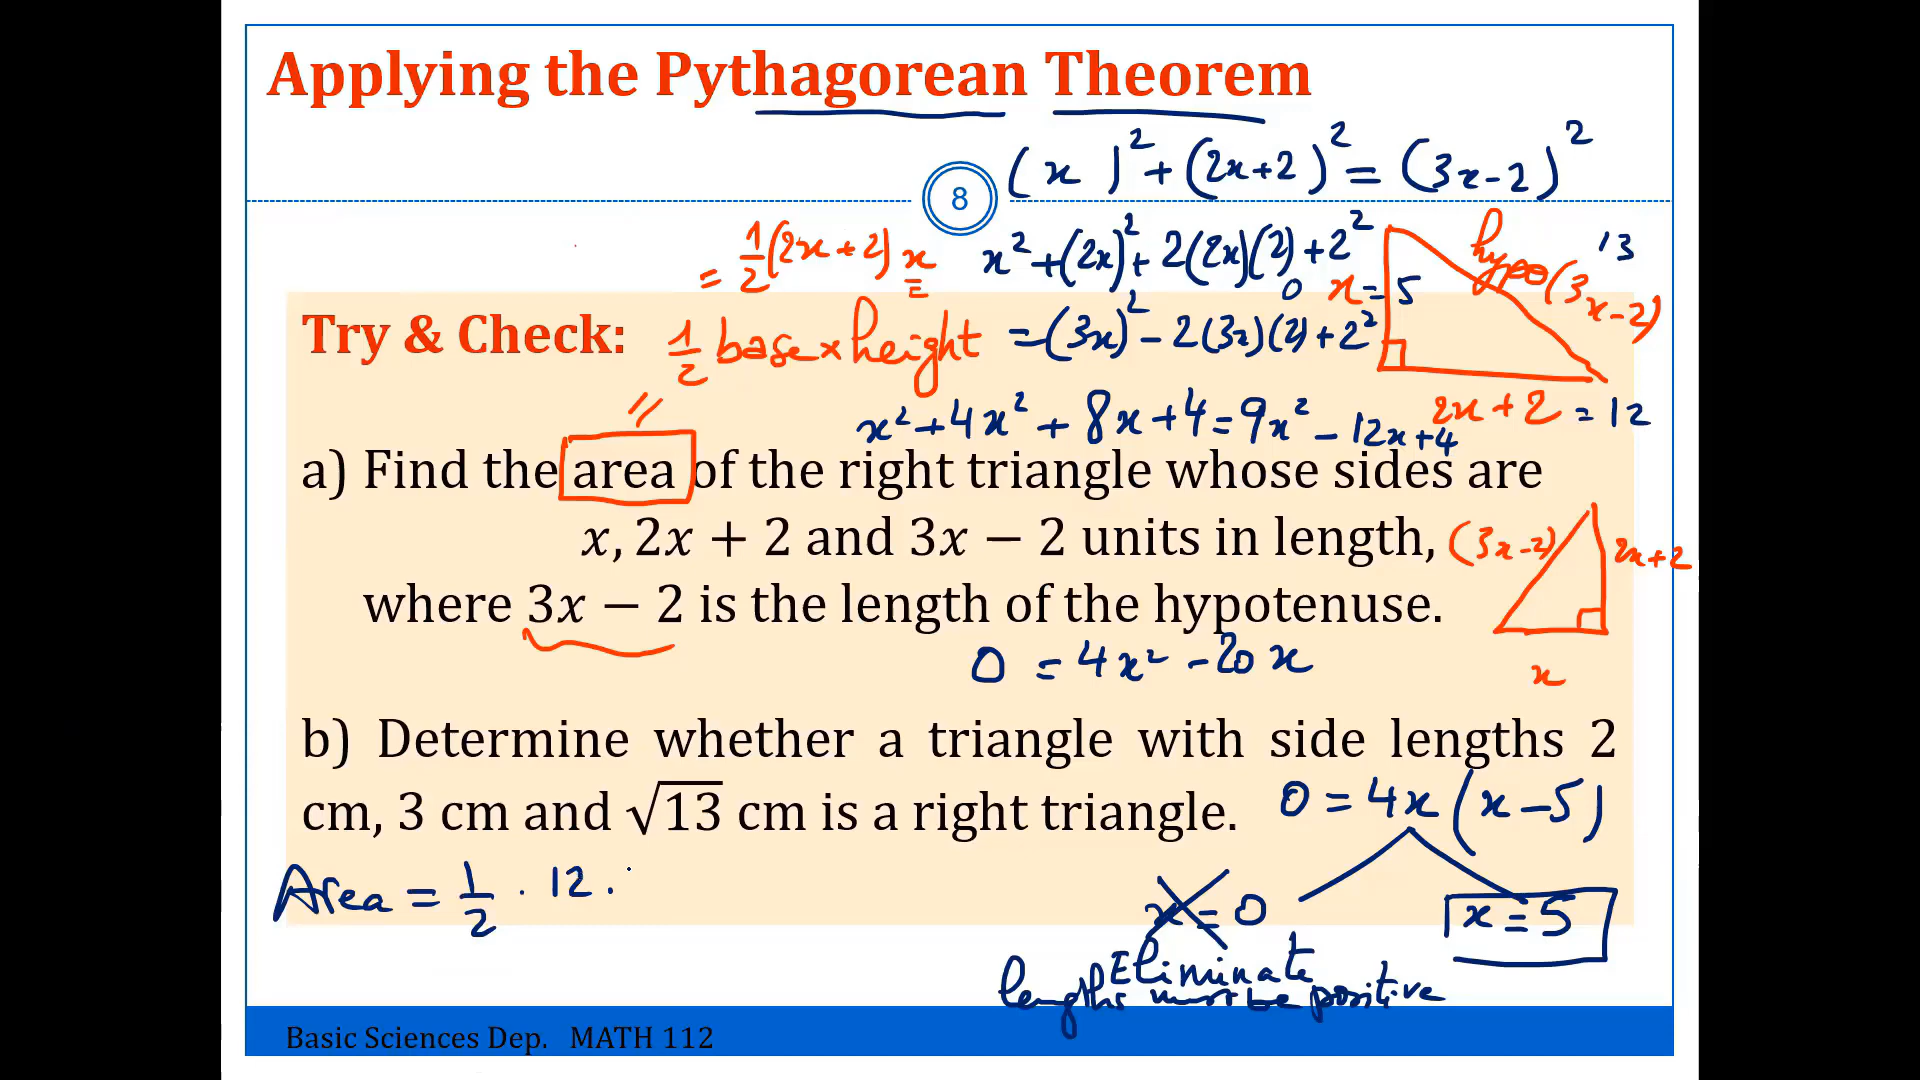 Applying the Pythagorean Theorem
(x)² + (2x+2)² = (3x-2)²
8
= 1/2 (2x+2) x
x² + (2x)² + 2(2x)(2) + 2²
hypo (3x-2)
13
x = 5
Try & Check:
1/2 base × height
= (3x)² - 2(3x)(2) + 2²
x² + 4x² + 8x + 4 = 9x² - 12x + 4
2x + 2 = 12
a) Find the area of the right triangle whose sides are
x, 2x + 2 and 3x − 2 units in length,
(3x-2)
2x+2
where 3x − 2 is the length of the hypotenuse.
x
0 = 4x² - 20x
b) Determine whether a triangle with side lengths 2
cm, 3 cm and √13 cm is a right triangle.
0 = 4x (x-5)
Area = 1/2 . 12 .
x = 0
x = 5
Eliminate
lengths must be positive
Basic Sciences Dep. MATH 112